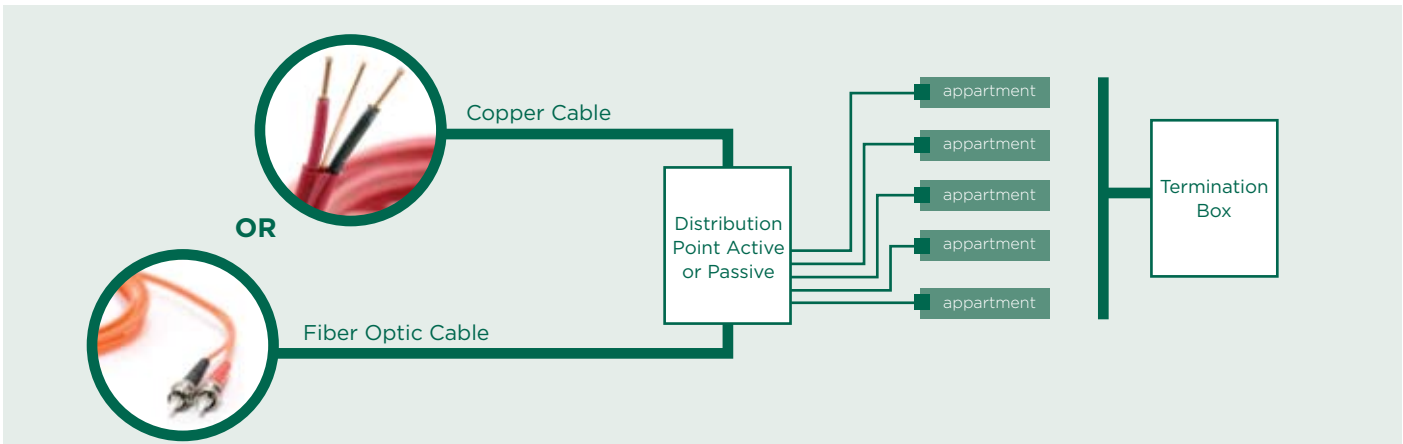 Copper Cable
OR
Fiber Optic Cable
Distribution
Point Active
or Passive
appartment
appartment
appartment
appartment
appartment
Termination
Box